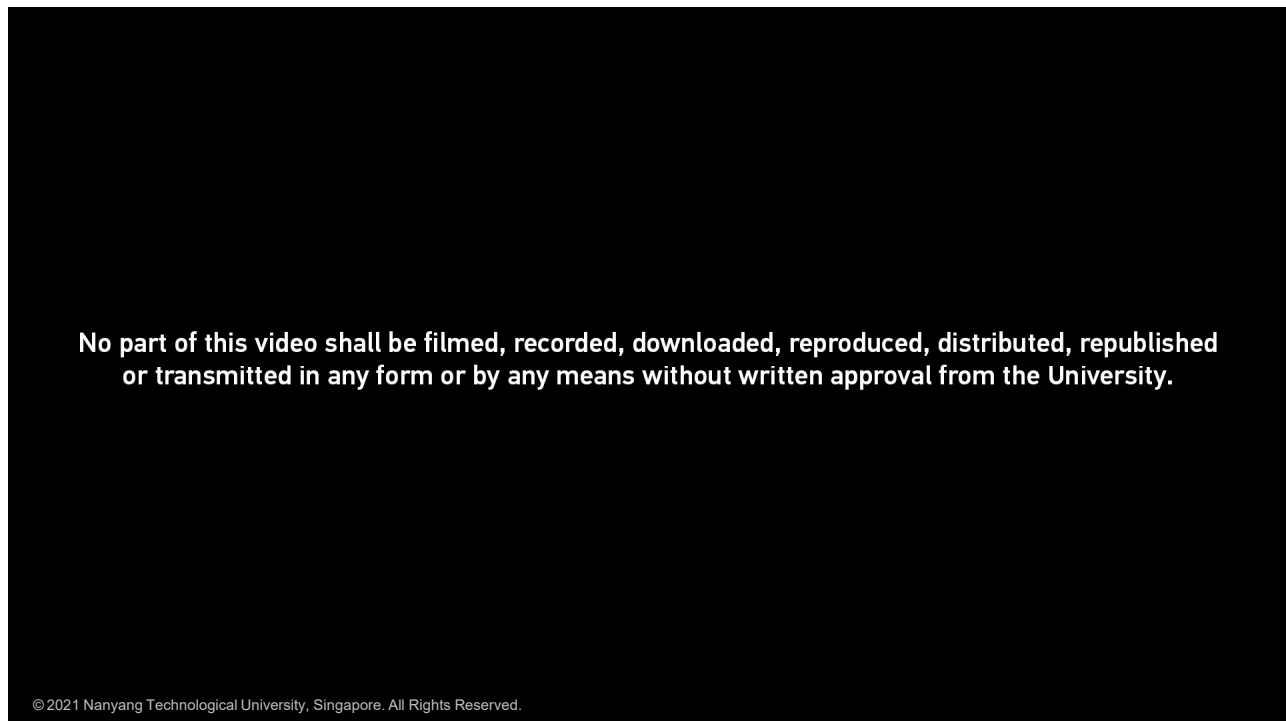 No part of this video shall be filmed, recorded, downloaded, reproduced, distributed, republished
or transmitted in any form or by any means without written approval from the University.
© 2021 Nanyang Technological University, Singapore. All Rights Reserved.